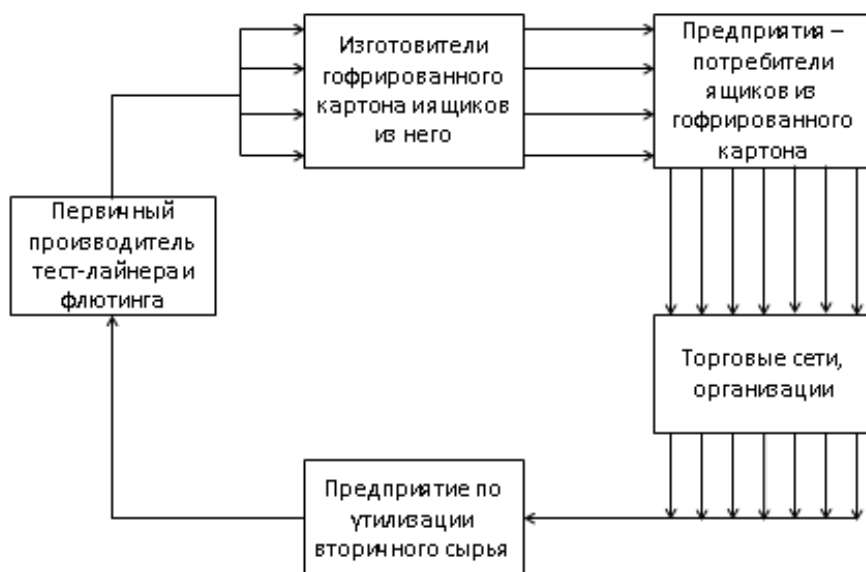 Изготовители
гофрированного
картона иящиков
из него
Предприятия –
потребители
ящиков из
гофрированного
картона
Первичный
производитель
тест-лайнера и
флютинга
Торговые сети,
организации
Предприятие по
утилизации
вторичного сырья